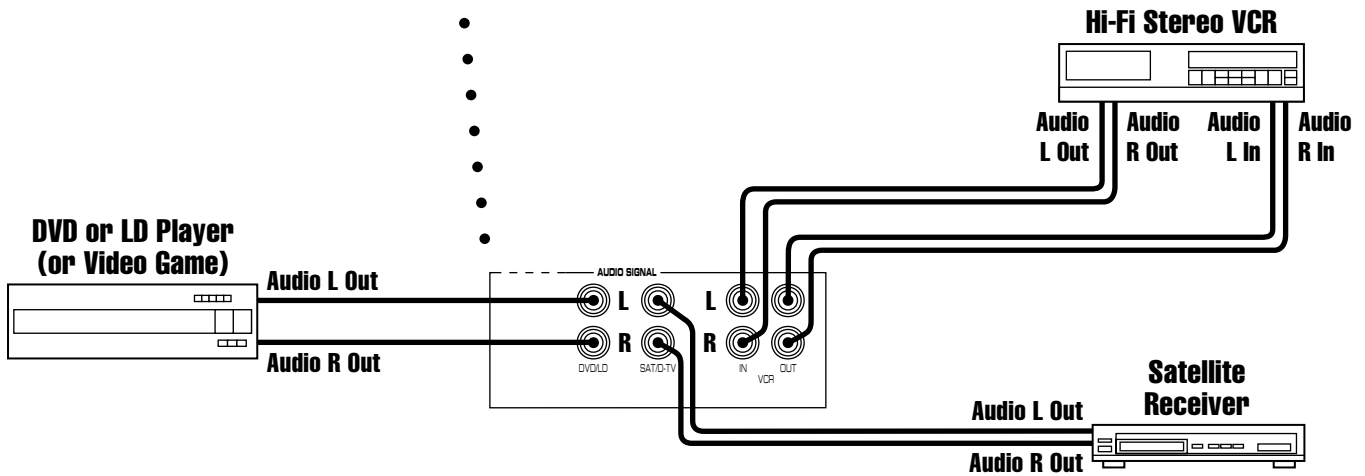 Hi-Fi Stereo VCR
Audio Audio Audio Audio
L Out R Out L In R In
DVD or LD Player
(or Video Game)
Audio L Out
Audio R Out
AUDIO SIGNAL
L L
R R
DVD/LD SAT/D-TV IN OUT
VCR
Satellite
Receiver
Audio L Out
Audio R Out